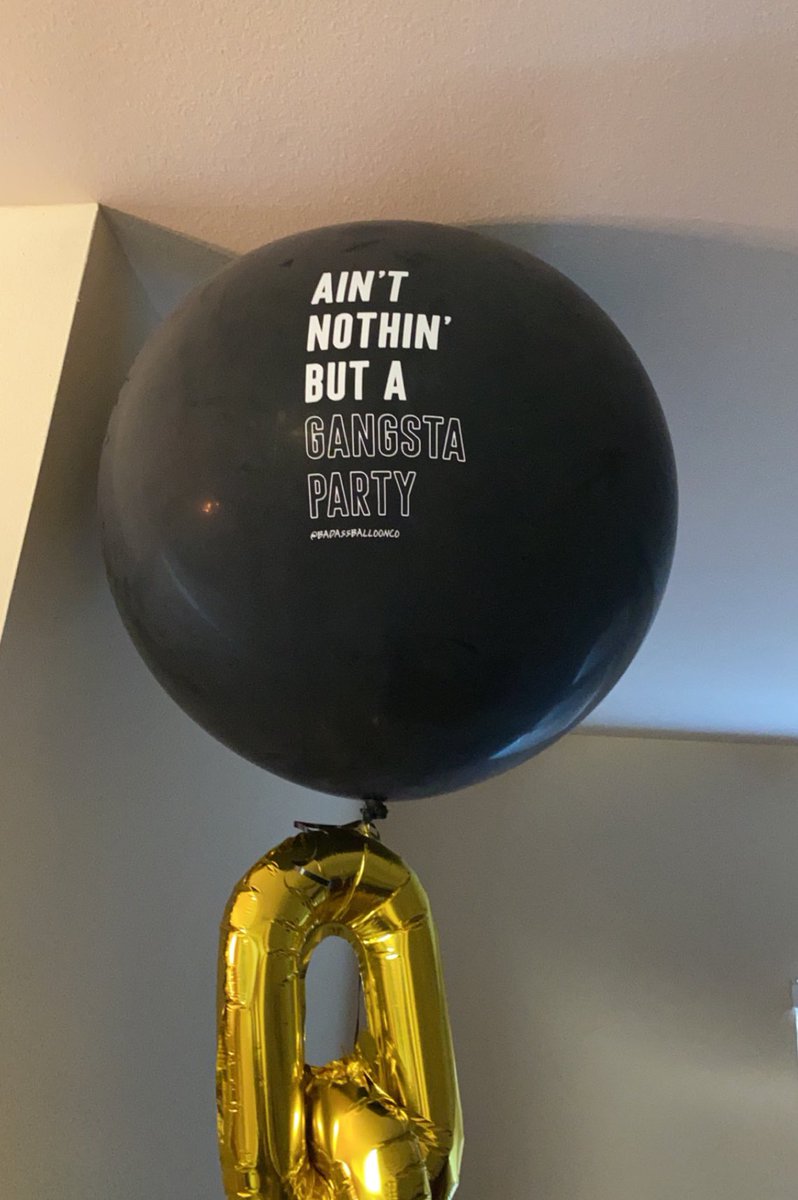 AIN'T
NOTHIN'
BUT A
GANGSTA
PARTY
@BADASSBALLOONCO